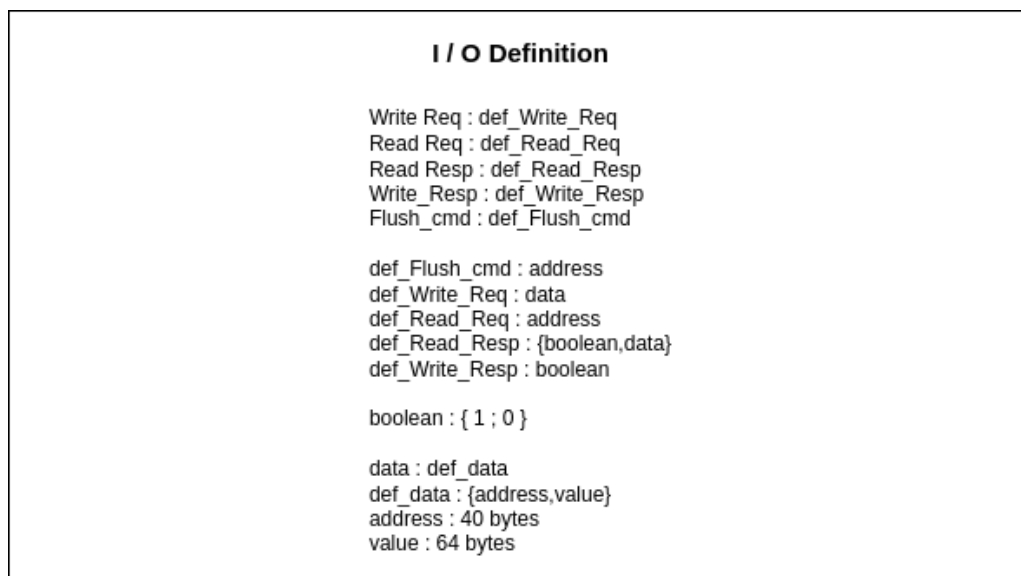 I / O Definition
Write Req : def_Write_Req
Read Req : def_Read_Req
Read Resp : def_Read_Resp
Write_Resp : def_Write_Resp
Flush_cmd : def_Flush_cmd
def_Flush_cmd : address
def_Write_Req : data
def_Read_Req : address
def_Read_Resp : {boolean,data}
def_Write_Resp : boolean
boolean : { 1 ; 0 }
data : def_data
def_data : {address,value}
address : 40 bytes
value : 64 bytes